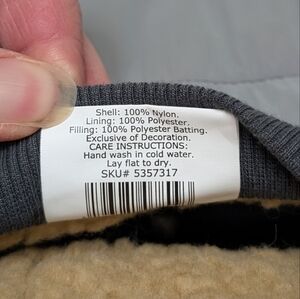 Shell: 100% Nylon.
Lining: 100% Polyester.
Filling: 100% Polyester Batting.
Exclusive of Decoration.
CARE INSTRUCTIONS:
Hand wash in cold water.
Lay flat to dry.
SKU# 5357317